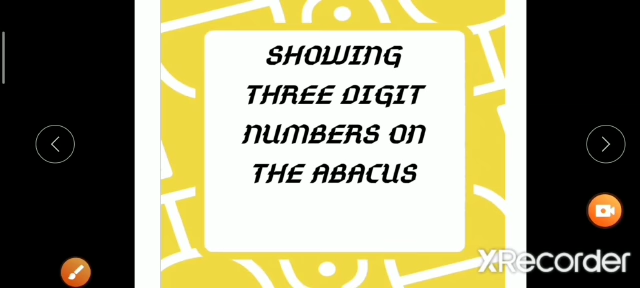 SHOWING
THREE DIGIT
NUMBERS ON
THE ABACUS
XRecorder